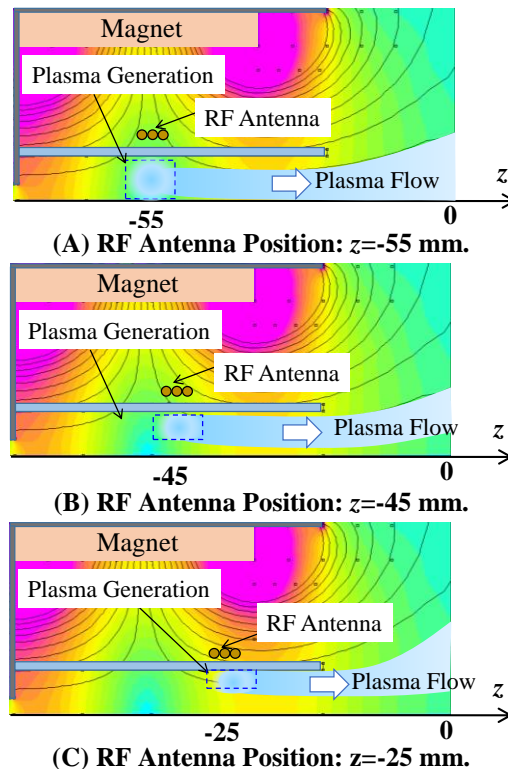 Magnet
Plasma Generation
RF Antenna
Plasma Flow
z
-55
0
(A) RF Antenna Position: z=-55 mm.
Magnet
Plasma Generation
RF Antenna
Plasma Flow
z
-45
0
(B) RF Antenna Position: z=-45 mm.
Magnet
Plasma Generation
RF Antenna
Plasma Flow
z
-25
0
(C) RF Antenna Position: z=-25 mm.